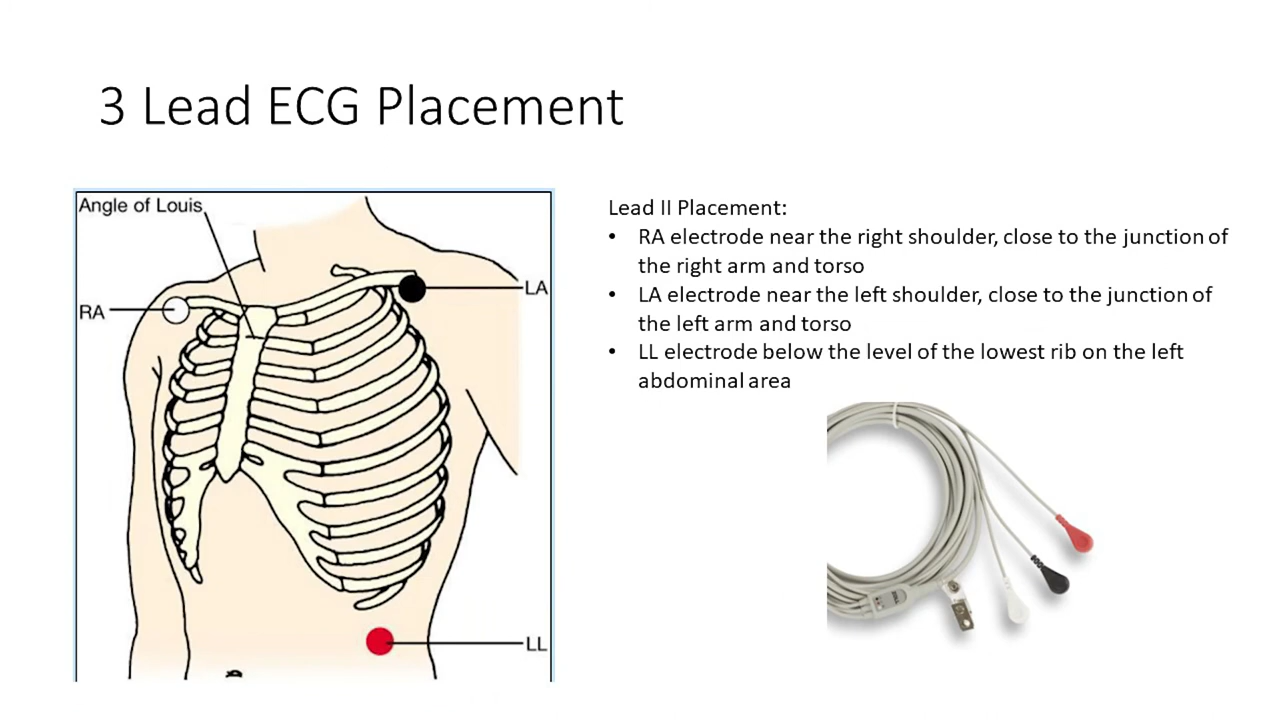 3 Lead ECG Placement
Angle of Louis
RA
LA
LL
Lead II Placement:
• RA electrode near the right shoulder, close to the junction of
the right arm and torso
• LA electrode near the left shoulder, close to the junction of
the left arm and torso
• LL electrode below the level of the lowest rib on the left
abdominal area